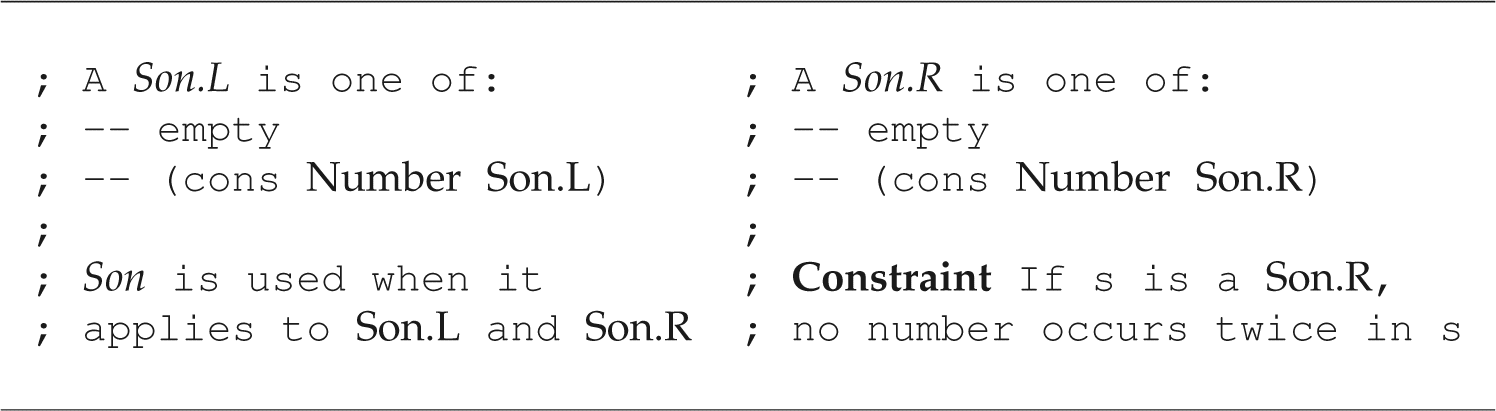 ; A Son.L is one of:
; -- empty
; -- (cons Number Son.L)
;
; Son is used when it
; applies to Son.L and Son.R
; A Son.R is one of:
; -- empty
; -- (cons Number Son.R)
;
; Constraint If s is a Son.R,
; no number occurs twice in s